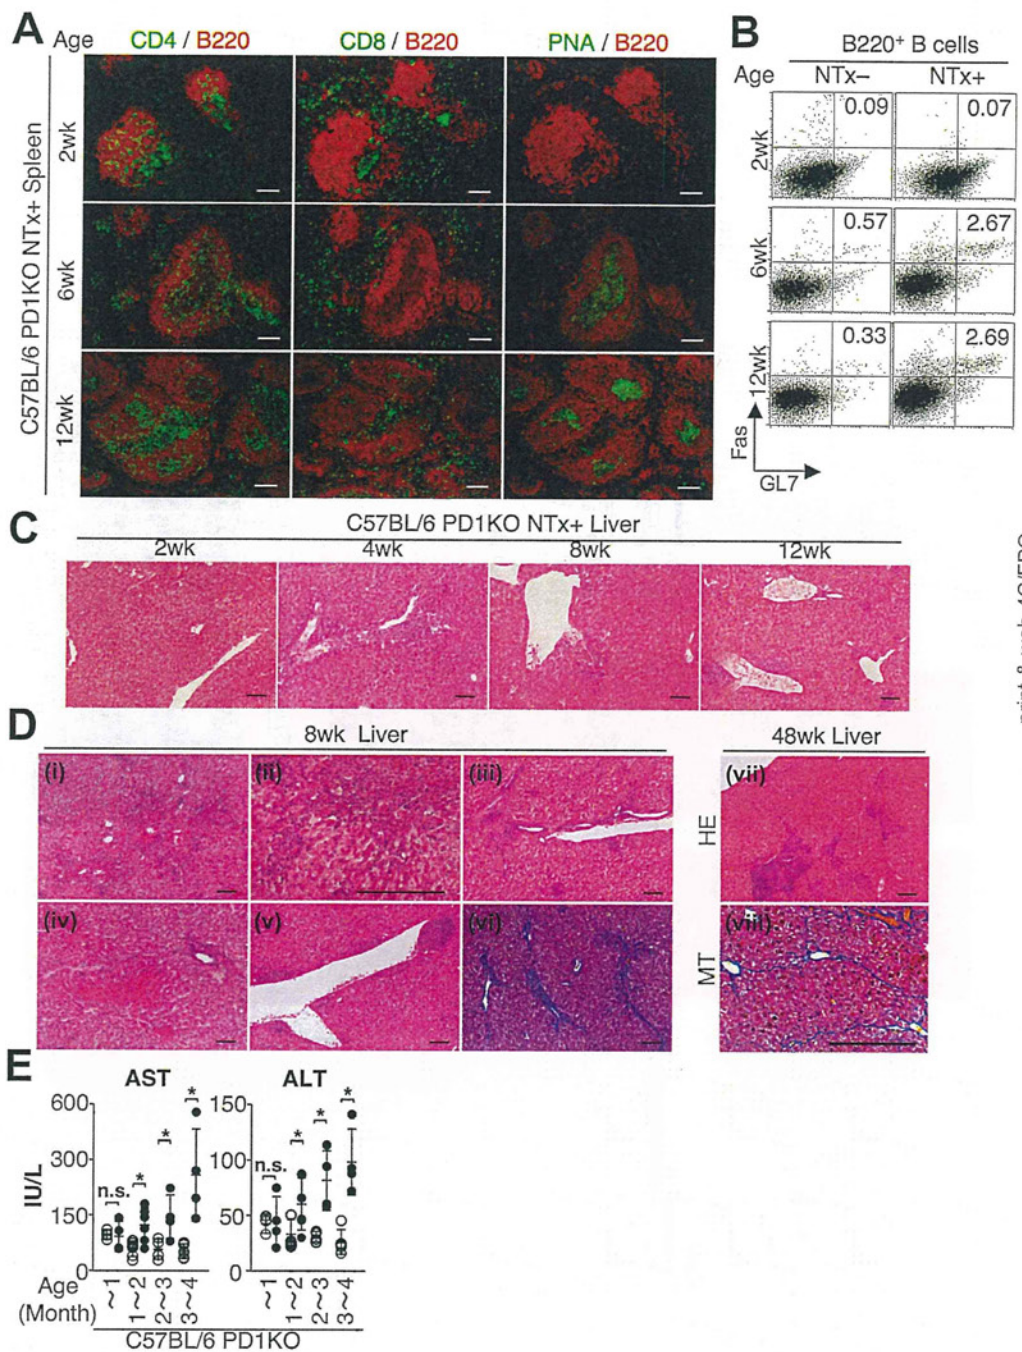 A
Age
CD4 / B220
CD8 / B220
PNA / B220
C57BL/6 PD1KO NTx+ Spleen
2wk
6wk
12wk
B
B220+ B cells
Age
NTx−
NTx+
2wk
0.09
0.07
6wk
0.57
2.67
12wk
0.33
2.69
Fas
GL7
C
C57BL/6 PD1KO NTx+ Liver
2wk
4wk
8wk
12wk
D
8wk Liver
48wk Liver
(i)
(ii)
(iii)
(vii)
HE
(iv)
(v)
(vi)
(viii)
MT
E
AST
ALT
600
300
150
0
IU/L
n.s.
*
*
*
150
100
50
0
n.s.
*
*
*
Age
(Month)
~1
1~2
2~3
3~4
~1
1~2
2~3
3~4
C57BL/6 PD1KO